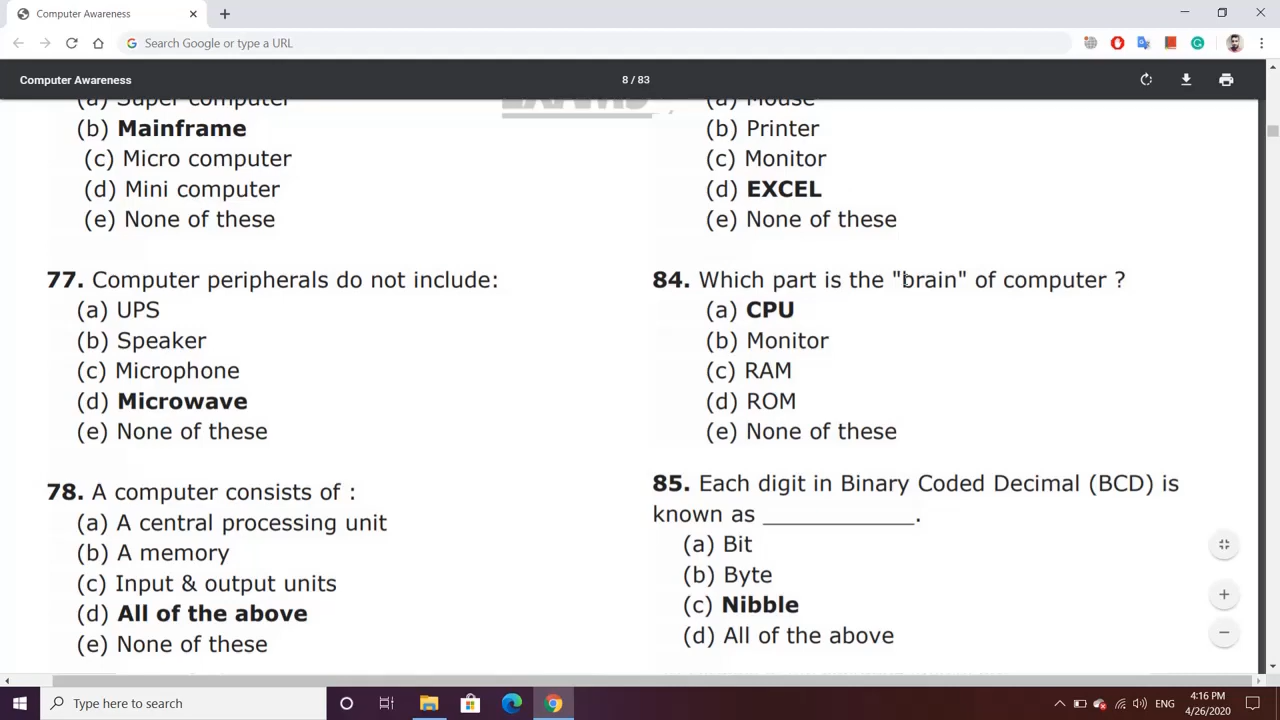 Computer Awareness
Search Google or type a URL
Computer Awareness
8 / 83
(a) Super computer
(b) Mainframe
(c) Micro computer
(d) Mini computer
(e) None of these
77. Computer peripherals do not include:
(a) UPS
(b) Speaker
(c) Microphone
(d) Microwave
(e) None of these
78. A computer consists of :
(a) A central processing unit
(b) A memory
(c) Input & output units
(d) All of the above
(e) None of these
EXAMS
(a) Mouse
(b) Printer
(c) Monitor
(d) EXCEL
(e) None of these
84. Which part is the "brain" of computer ?
(a) CPU
(b) Monitor
(c) RAM
(d) ROM
(e) None of these
85. Each digit in Binary Coded Decimal (BCD) is
known as ____________.
(a) Bit
(b) Byte
(c) Nibble
(d) All of the above
Type here to search
ENG
4:16 PM
4/26/2020